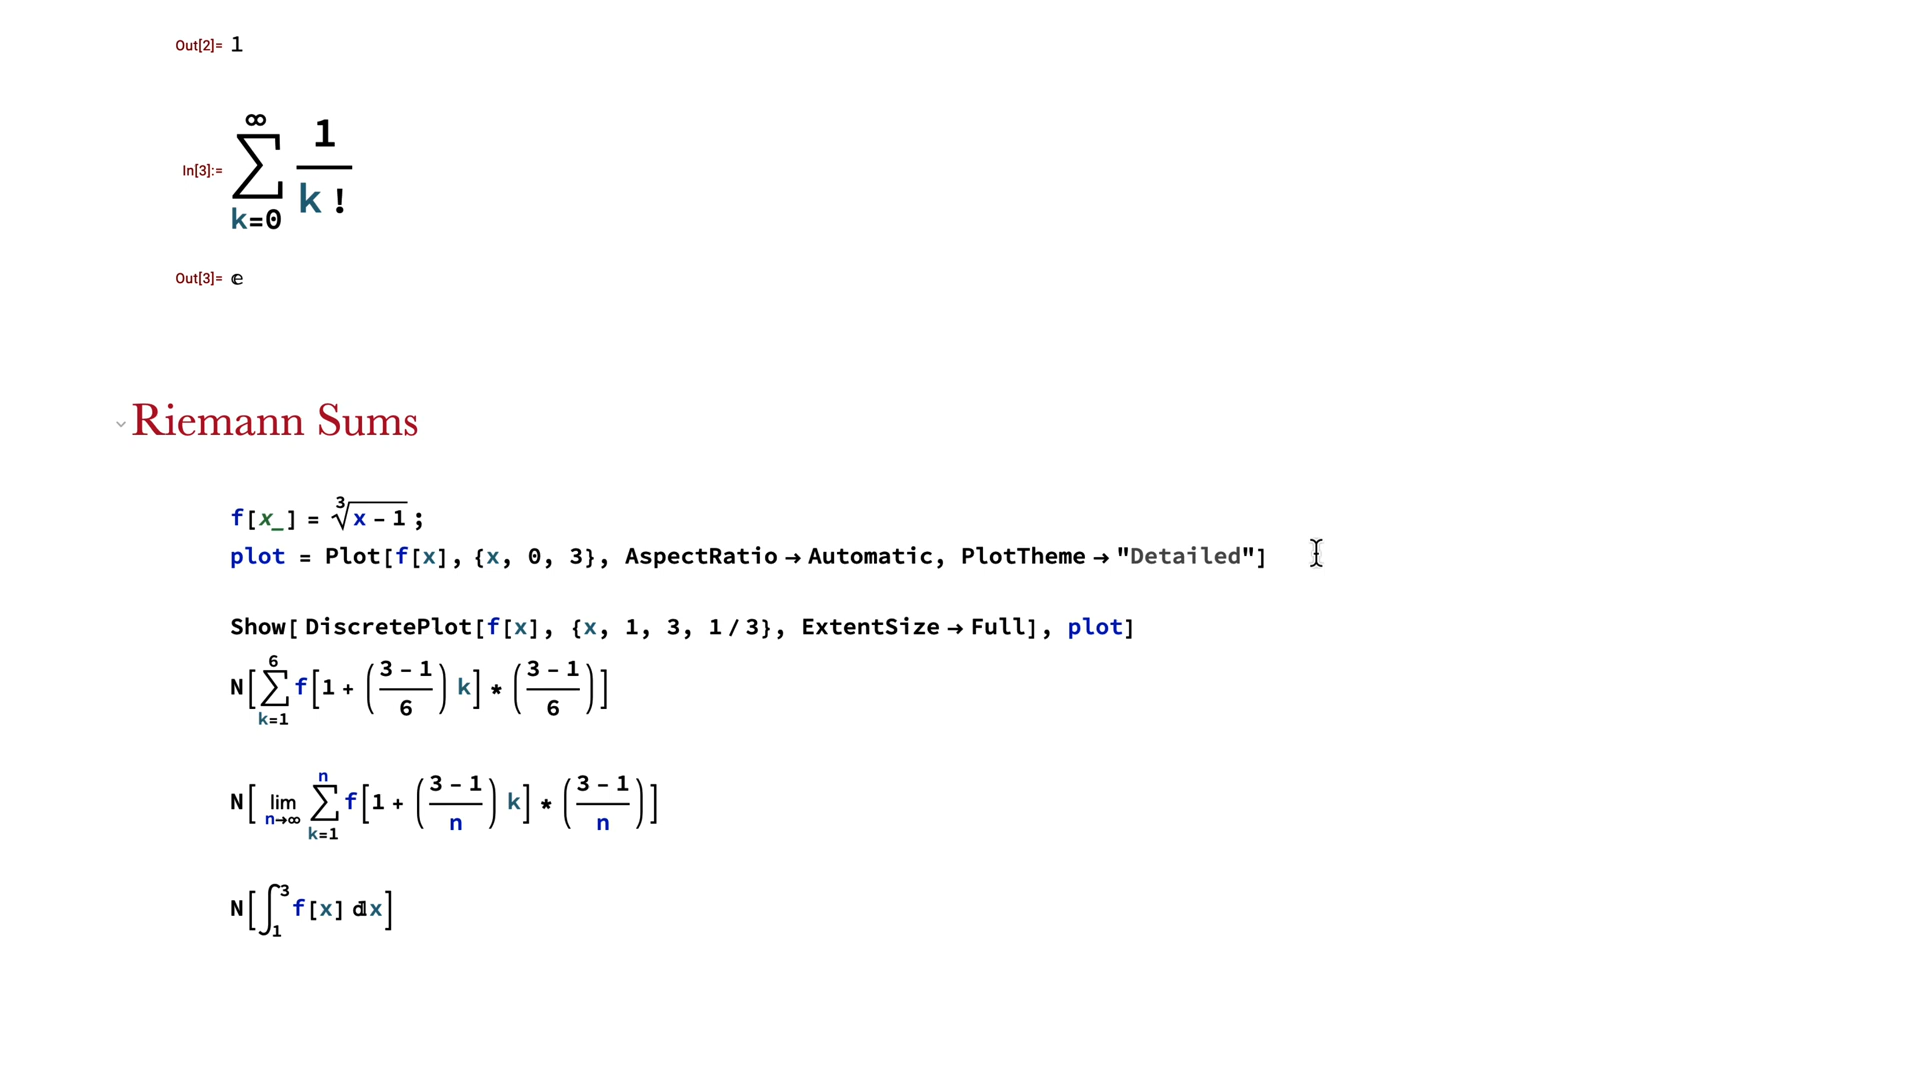 Out[2]= 1
In[3]:= ∑_{k=0}^{∞} 1/k!
Out[3]= ⅇ
Riemann Sums
f[x_] = ∛(x - 1);
plot = Plot[f[x], {x, 0, 3}, AspectRatio → Automatic, PlotTheme → "Detailed"]
Show[DiscretePlot[f[x], {x, 1, 3, 1/3}, ExtentSize → Full], plot]
N[∑_{k=1}^{6} f[1 + ((3 - 1)/6) k] * ((3 - 1)/6)]
N[lim_{n→∞} ∑_{k=1}^{n} f[1 + ((3 - 1)/n) k] * ((3 - 1)/n)]
N[∫_{1}^{3} f[x] ⅆx]